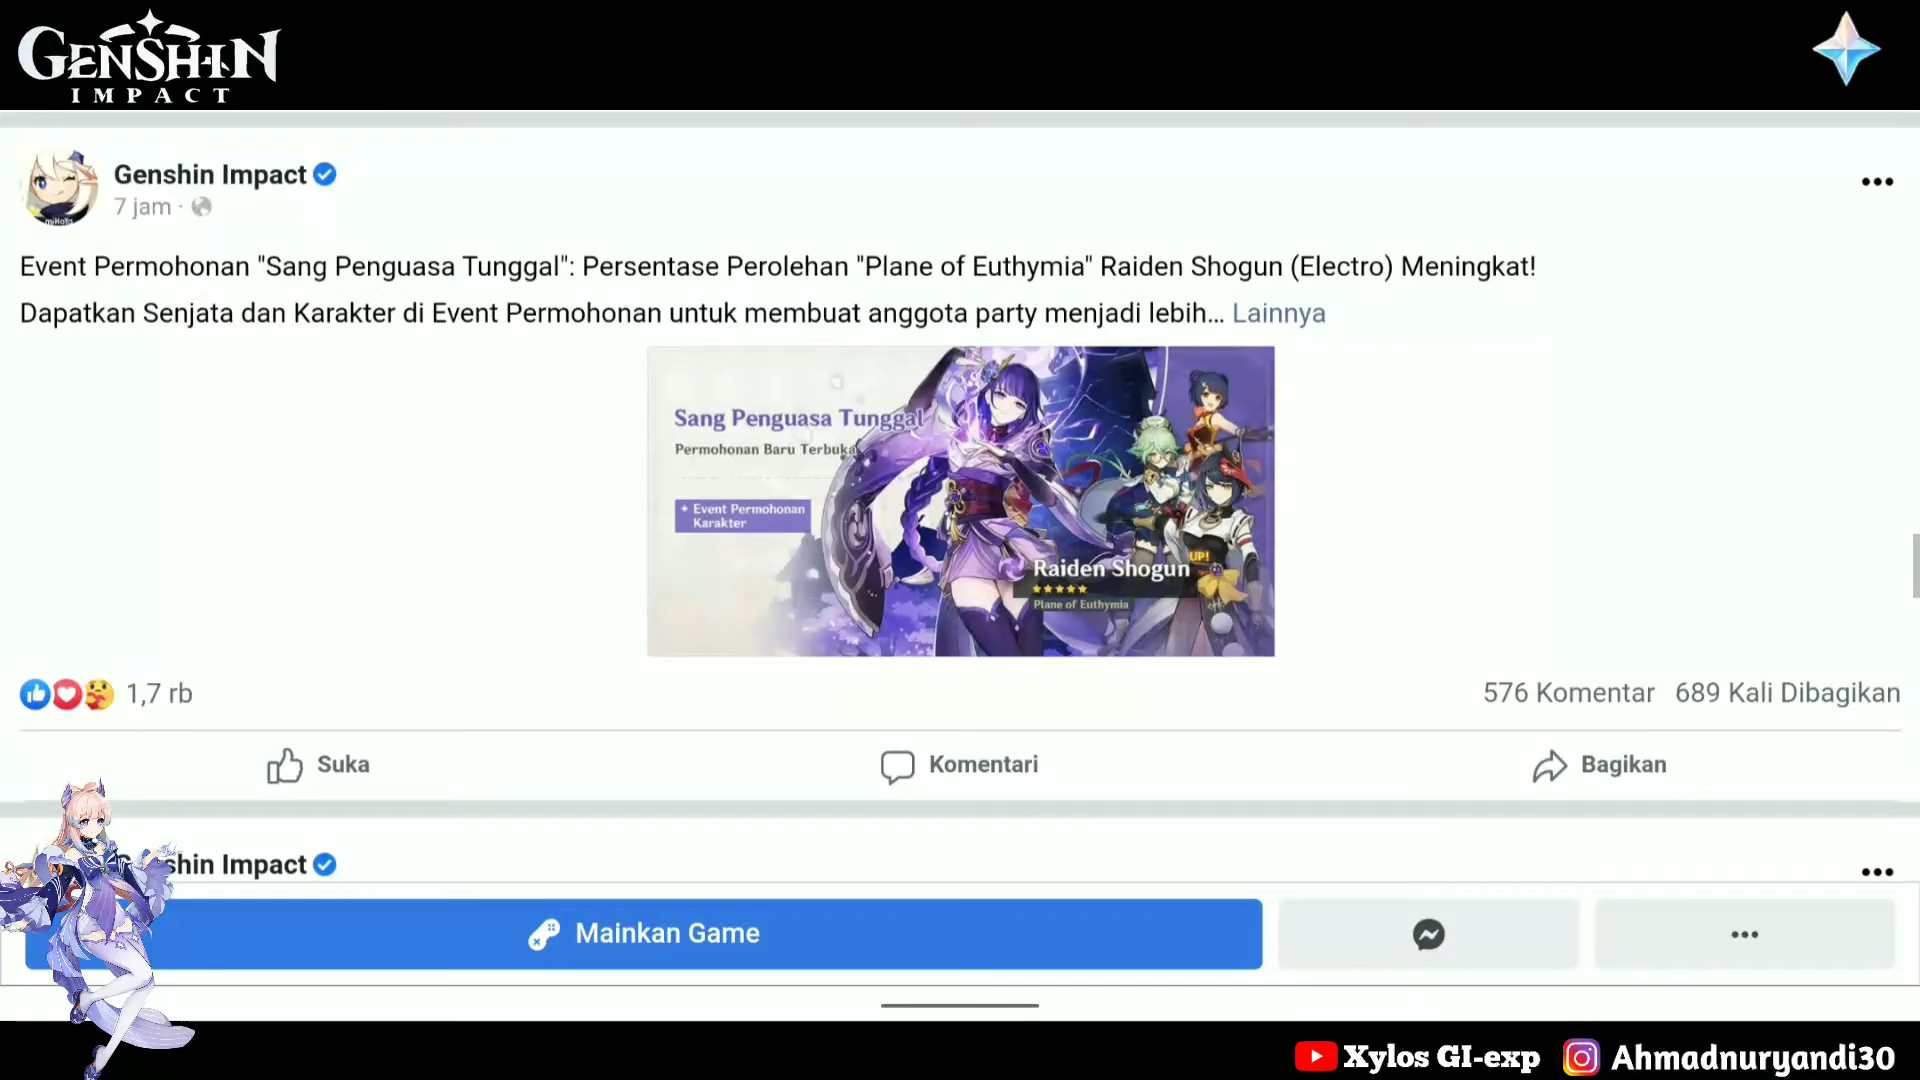 GENSHIN
IMPACT
Genshin Impact
7 jam ·
miHoYo
Event Permohonan "Sang Penguasa Tunggal": Persentase Perolehan "Plane of Euthymia" Raiden Shogun (Electro) Meningkat!
Dapatkan Senjata dan Karakter di Event Permohonan untuk membuat anggota party menjadi lebih... Lainnya
Sang Penguasa Tunggal
Permohonan Baru Terbuka
Event Permohonan
Karakter
UP!
Raiden Shogun
Plane of Euthymia
1,7 rb
576 Komentar 689 Kali Dibagikan
Suka Komentari Bagikan
shin Impact
Mainkan Game
Xylos GI-exp Ahmadnuryandi30